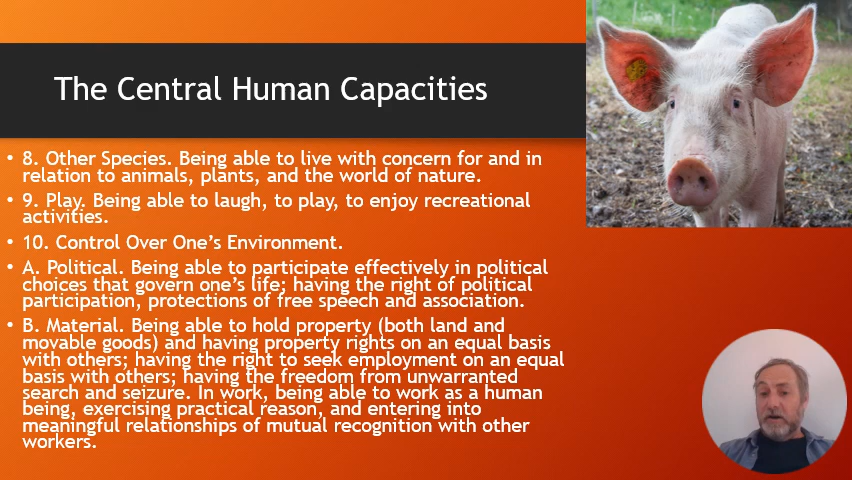 The Central Human Capacities
• 8. Other Species. Being able to live with concern for and in
relation to animals, plants, and the world of nature.
• 9. Play. Being able to laugh, to play, to enjoy recreational
activities.
• 10. Control Over One's Environment.
• A. Political. Being able to participate effectively in political
choices that govern one's life; having the right of political
participation, protections of free speech and association.
• B. Material. Being able to hold property (both land and
movable goods) and having property rights on an equal basis
with others; having the right to seek employment on an equal
basis with others; having the freedom from unwarranted
search and seizure. In work, being able to work as a human
being, exercising practical reason, and entering into
meaningful relationships of mutual recognition with other
workers.